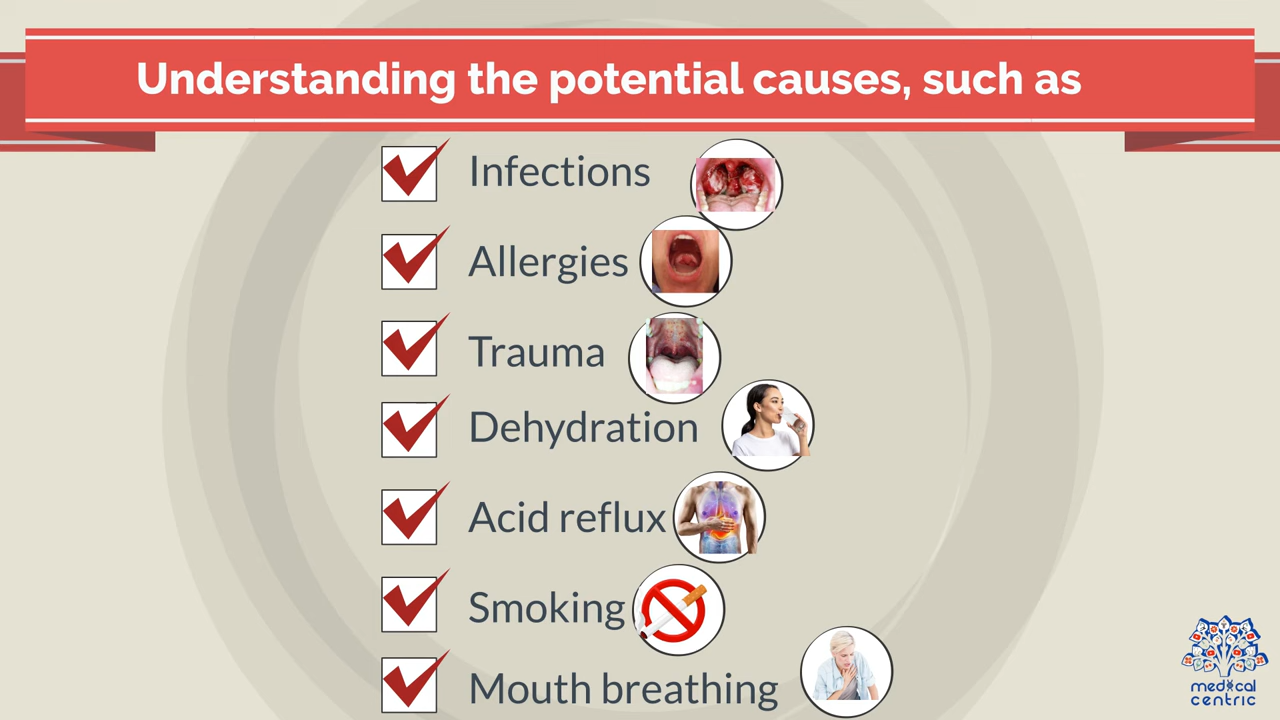 Understanding the potential causes, such as
Infections
Allergies
Trauma
Dehydration
Acid reflux
Smoking
Mouth breathing
medical
centric